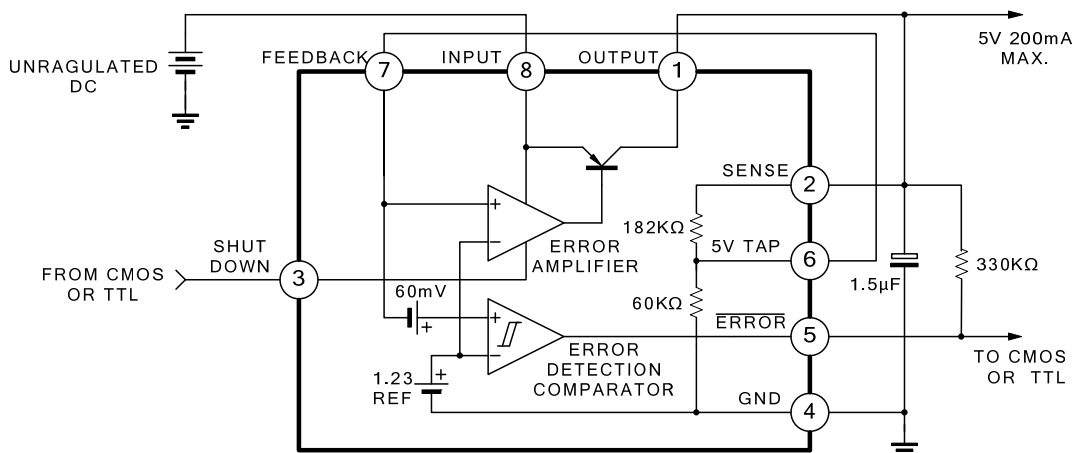 5V 200mA
MAX.
UNRAGULATED
DC
FEEDBACK
INPUT
OUTPUT
7
8
1
SENSE
2
+
−
182KΩ
5V TAP
6
ERROR
AMPLIFIER
SHUT
DOWN
3
FROM CMOS
OR TTL
60mV
+
+
−
60KΩ
1.5µF
330KΩ
ERROR
5
ERROR
DETECTION
COMPARATOR
1.23
REF
+
GND
4
TO CMOS
OR TTL